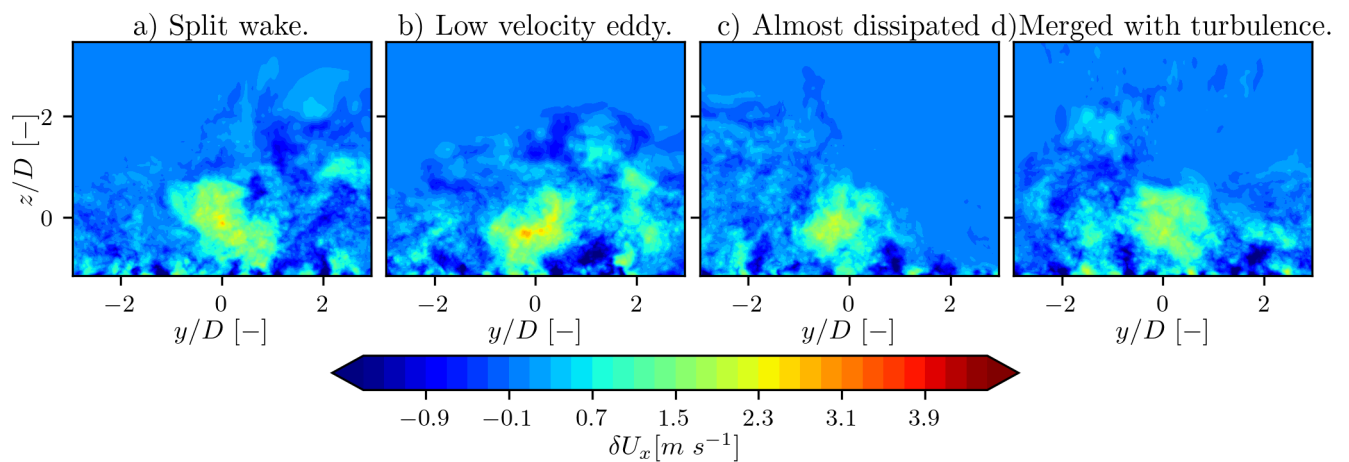 a) Split wake. b) Low velocity eddy. c) Almost dissipated d)Merged with turbulence.
z/D [−]
2
0
−2 0 2 −2 0 2 −2 0 2 −2 0 2
y/D [−] y/D [−] y/D [−] y/D [−]
−0.9 −0.1 0.7 1.5 2.3 3.1 3.9
δUₓ[m s⁻¹]